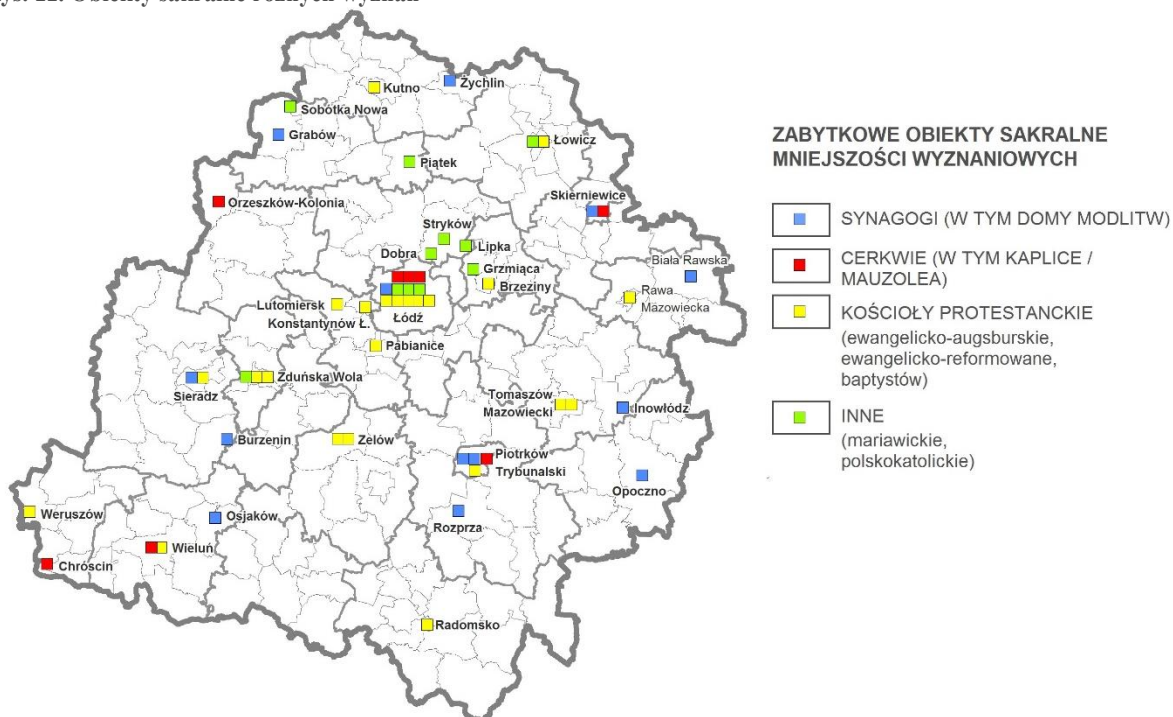 Obiekty sakralne różnych wyznań
Kutno
Żychlin
Sobótka Nowa
Grabów
Łowicz
Piątek
Orzeszków-Kolonia
Skierniewice
Stryków
Lipka
Dobra
Grzmiąca
Biała Rawska
Brzeziny
Lutomiersk
Rawa
Mazowiecka
Konstantynów Ł.
Łódź
Pabianice
Zduńska Wola
Sieradz
Tomaszów
Mazowiecki
Inowłódz
Burzenin
Zelów
Piotrków
Trybunalski
Opoczno
Weruszów
Osjaków
Rozprza
Wieluń
Chróscin
Radomsko
ZABYTKOWE OBIEKTY SAKRALNE
MNIEJSZOŚCI WYZNANIOWYCH
SYNAGOGI (W TYM DOMY MODLITW)
CERKWIE (W TYM KAPLICE /
MAUZOLEA)
KOŚCIOŁY PROTESTANCKIE
(ewangelicko-augsburskie,
ewangelicko-reformowane,
baptystów)
INNE
(mariawickie,
polskokatolickie)